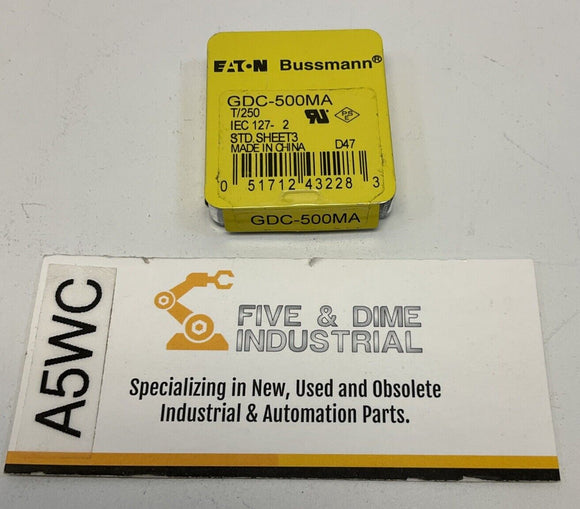 EATON Bussmann®
GDC-500MA
T/250
IEC 127- 2
STD SHEET3
MADE IN CHINA D47
0 51712 43228 3
GDC-500MA
A5WC
FIVE & DIME
INDUSTRIAL
Specializing in New, Used and Obsolete
Industrial & Automation Parts.